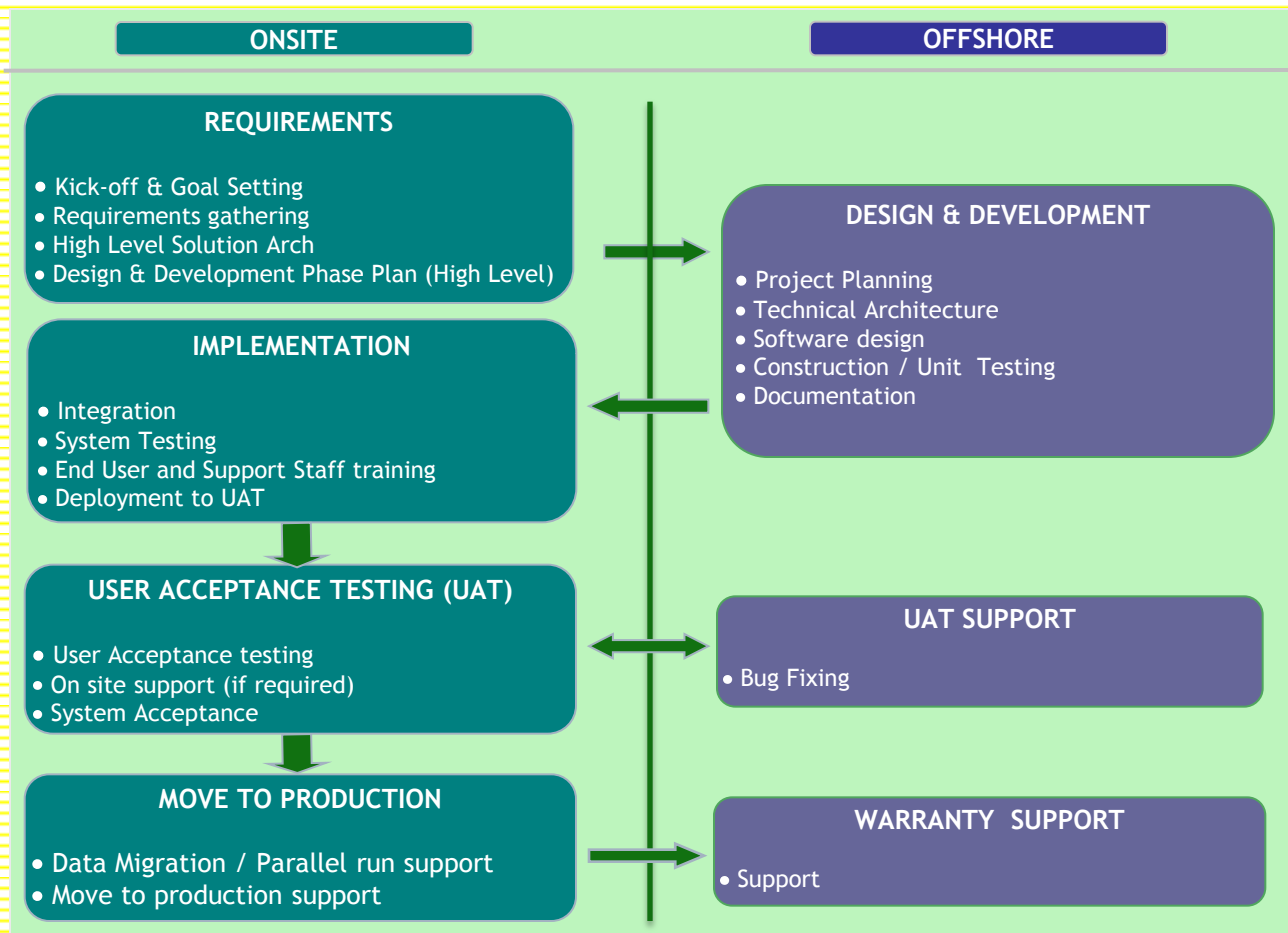 ONSITE
OFFSHORE
REQUIREMENTS
• Kick-off & Goal Setting
• Requirements gathering
• High Level Solution Arch
• Design & Development Phase Plan (High Level)
DESIGN & DEVELOPMENT
• Project Planning
• Technical Architecture
• Software design
• Construction / Unit Testing
• Documentation
IMPLEMENTATION
• Integration
• System Testing
• End User and Support Staff training
• Deployment to UAT
USER ACCEPTANCE TESTING (UAT)
• User Acceptance testing
• On site support (if required)
• System Acceptance
UAT SUPPORT
• Bug Fixing
MOVE TO PRODUCTION
• Data Migration / Parallel run support
• Move to production support
WARRANTY SUPPORT
• Support